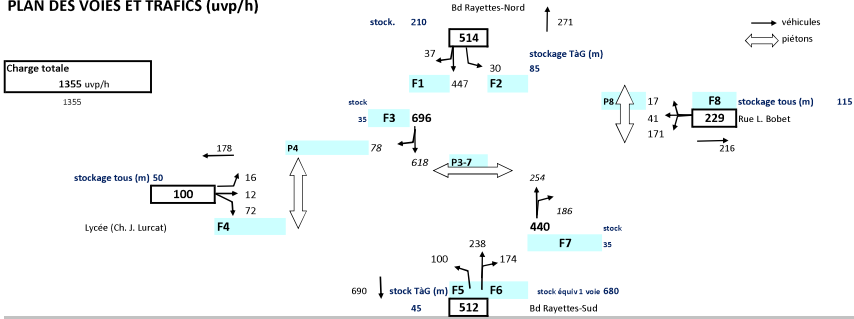 PLAN DES VOIES ET TRAFICS (uvp/h)
Bd Rayettes-Nord
stock. 210
271
véhicules
514
piétons
37
stockage TàG (m)
30
85
Charge totale
1355 uvp/h
1355
F1 447 F2
stock
35 F3 696
P8 17 F8 stockage tous (m) 115
41 229 Rue L. Bobet
171
216
178
P4 78
618 P3-7
stockage tous (m) 50
16
100 12
72
254
186
Lycée (Ch. J. Lurcat) F4
440 stock
F7 35
238
100 174
690 stock TàG (m) F5 F6 stock équiv 1 voie 680
45 512 Bd Rayettes-Sud